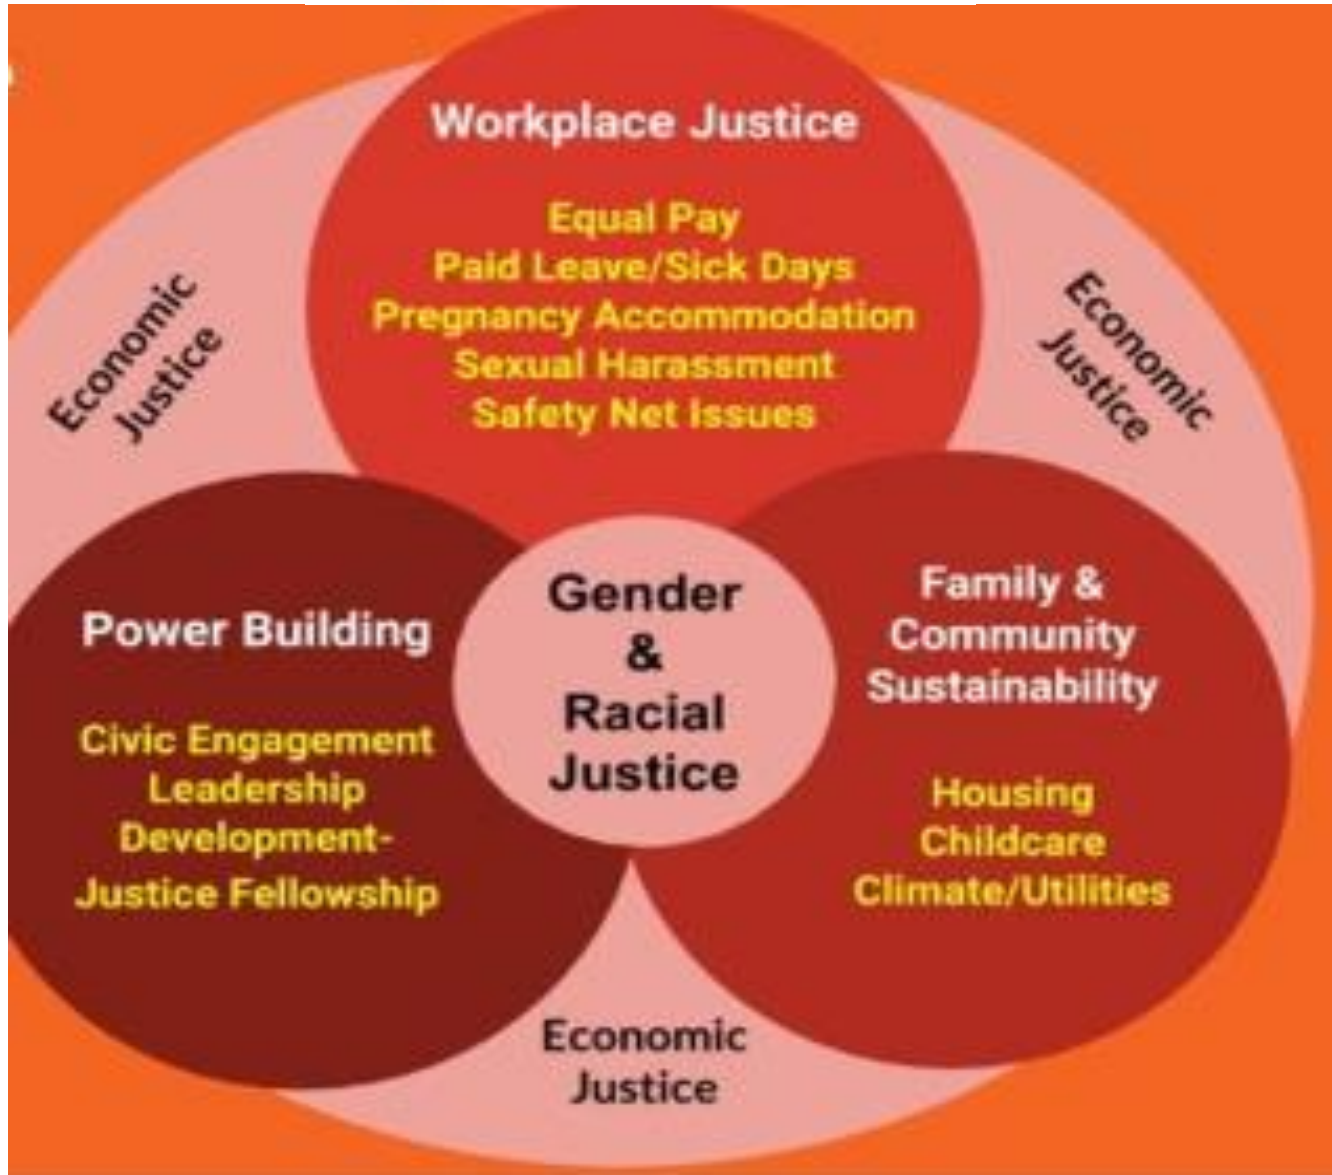 Workplace Justice
Equal Pay
Paid Leave/Sick Days
Pregnancy Accommodation
Sexual Harassment
Safety Net Issues
Economic
Justice
Economic
Justice
Power Building
Civic Engagement
Leadership
Development-
Justice Fellowship
Gender
&
Racial
Justice
Family &
Community
Sustainability
Housing
Childcare
Climate/Utilities
Economic
Justice